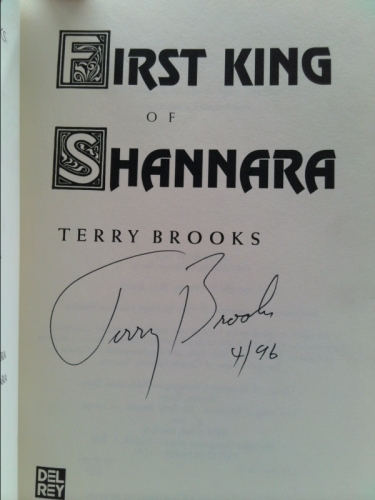 FIRST KING
OF
SHANNARA
TERRY BROOKS
Terry Brooks
4/96
DEL
REY